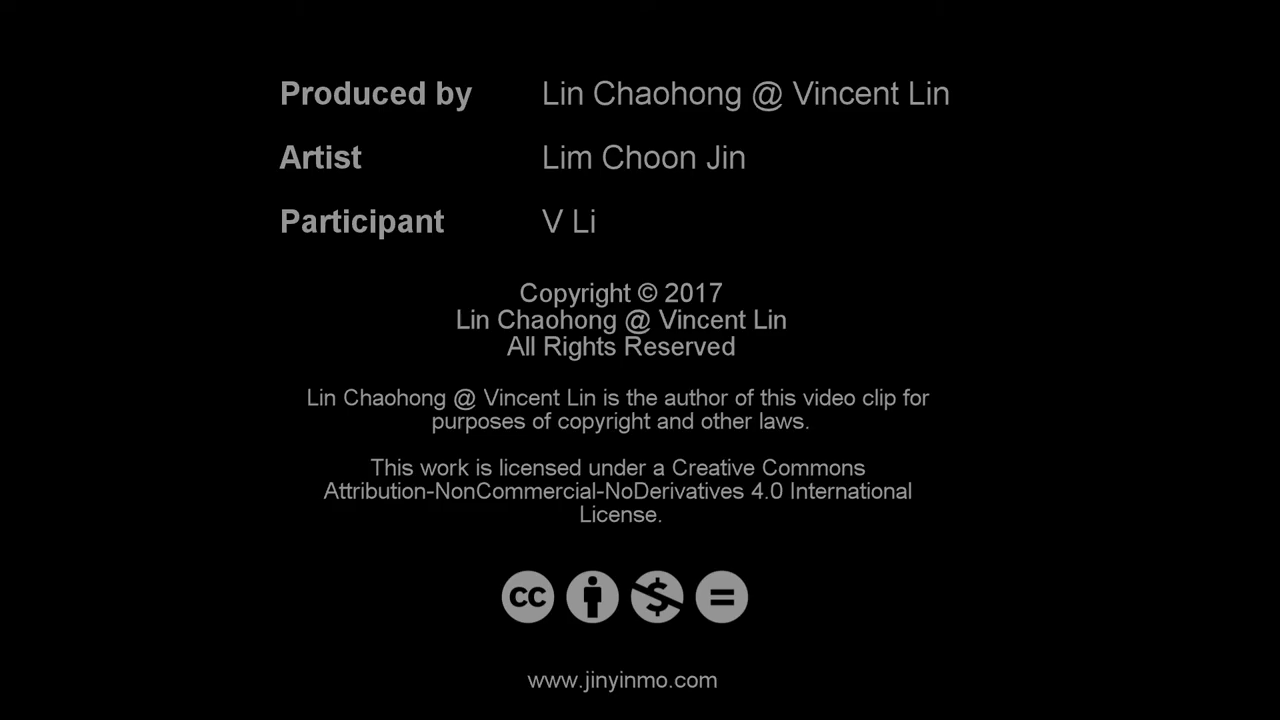 Produced by Lin Chaohong @ Vincent Lin
Artist Lim Choon Jin
Participant V Li
Copyright © 2017
Lin Chaohong @ Vincent Lin
All Rights Reserved
Lin Chaohong @ Vincent Lin is the author of this video clip for
purposes of copyright and other laws.
This work is licensed under a Creative Commons
Attribution-NonCommercial-NoDerivatives 4.0 International
License.
cc
www.jinyinmo.com